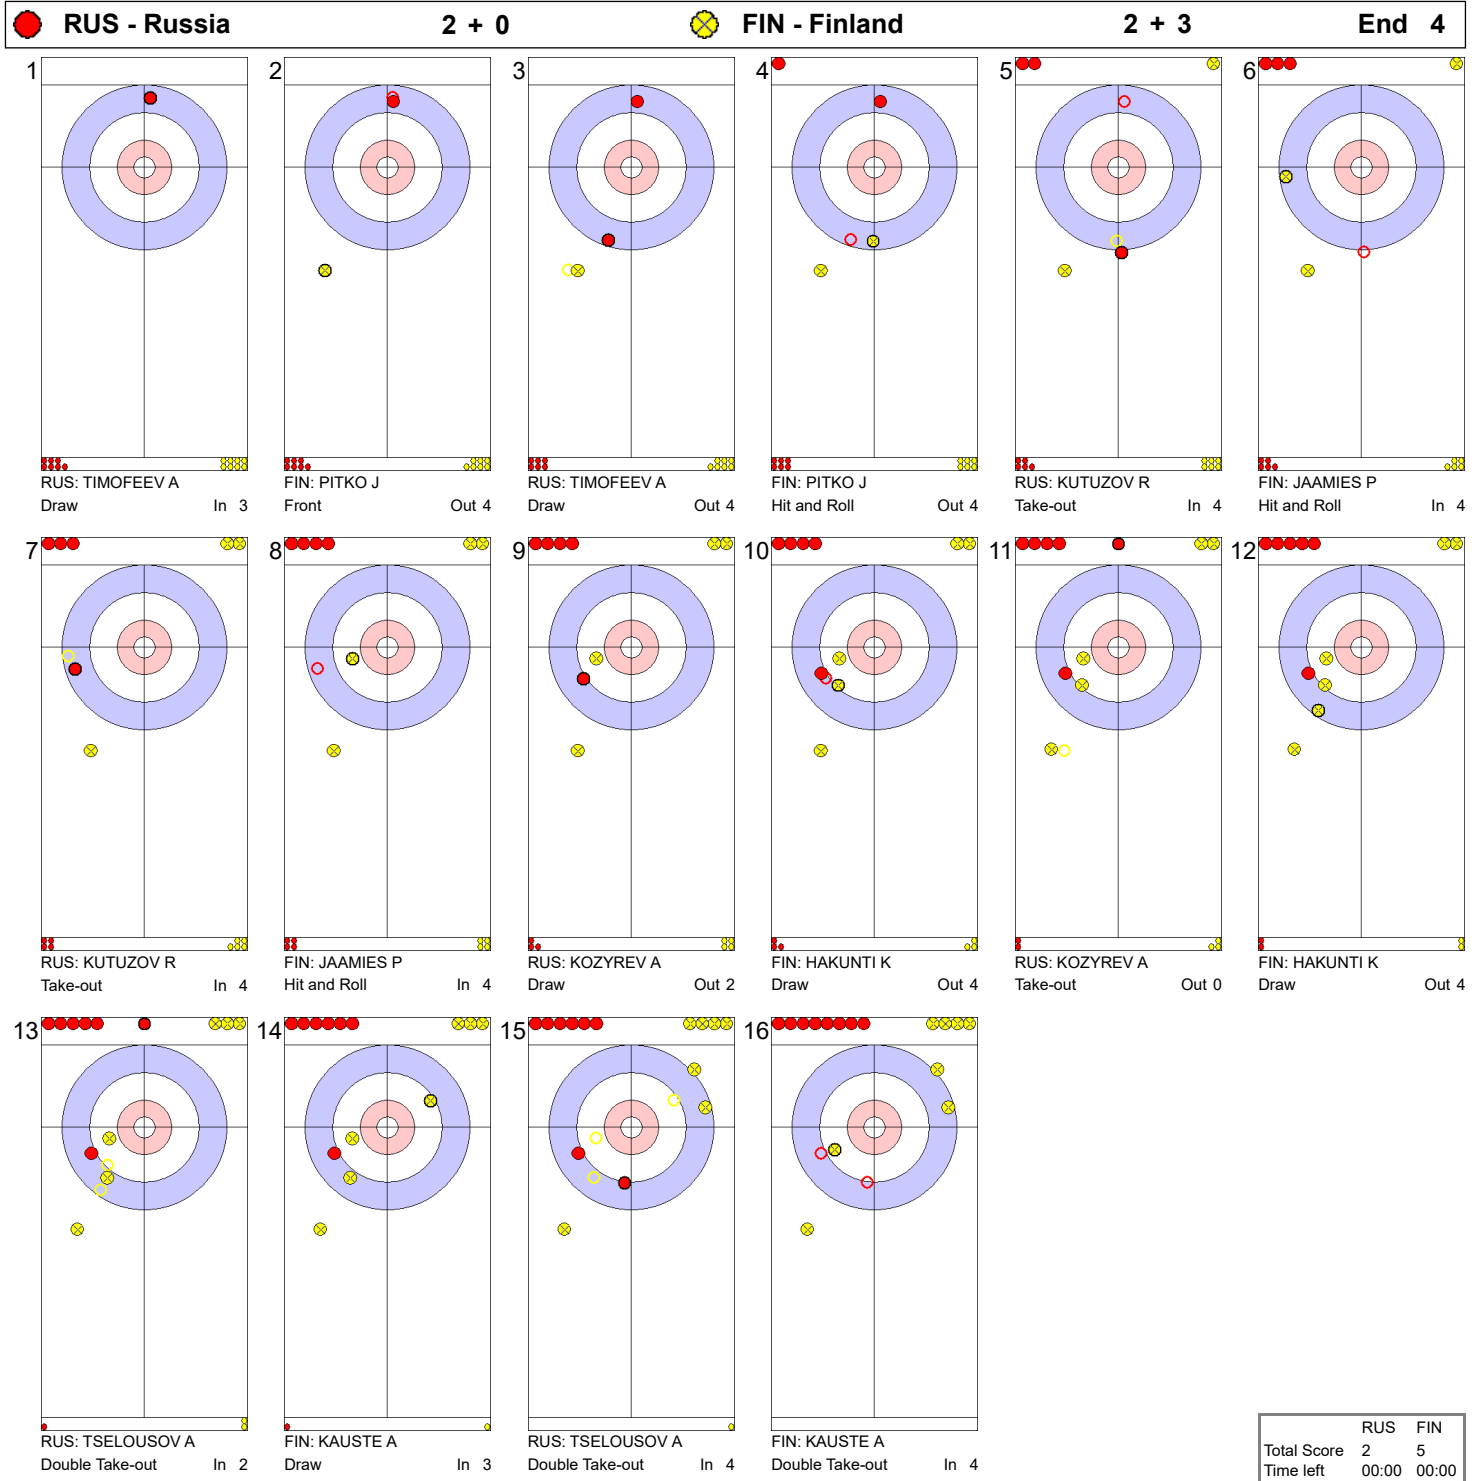 RUS - Russia 2 + 0 FIN - Finland 2 + 3 End 4
1 2 3 4 5 6
RUS: TIMOFEEV A FIN: PITKO J RUS: TIMOFEEV A FIN: PITKO J RUS: KUTUZOV R FIN: JAAMIES P
Draw In 3 Front Out 4 Draw Out 4 Hit and Roll Out 4 Take-out In 4 Hit and Roll In 4
7 8 9 10 11 12
RUS: KUTUZOV R FIN: JAAMIES P RUS: KOZYREV A FIN: HAKUNTI K RUS: KOZYREV A FIN: HAKUNTI K
Take-out In 4 Hit and Roll In 4 Draw Out 2 Draw Out 4 Take-out Out 0 Draw Out 4
13 14 15 16
RUS: TSELOUSOV A FIN: KAUSTE A RUS: TSELOUSOV A FIN: KAUSTE A
Double Take-out In 2 Draw In 3 Double Take-out In 4 Double Take-out In 4
RUS FIN
Total Score 2 5
Time left 00:00 00:00